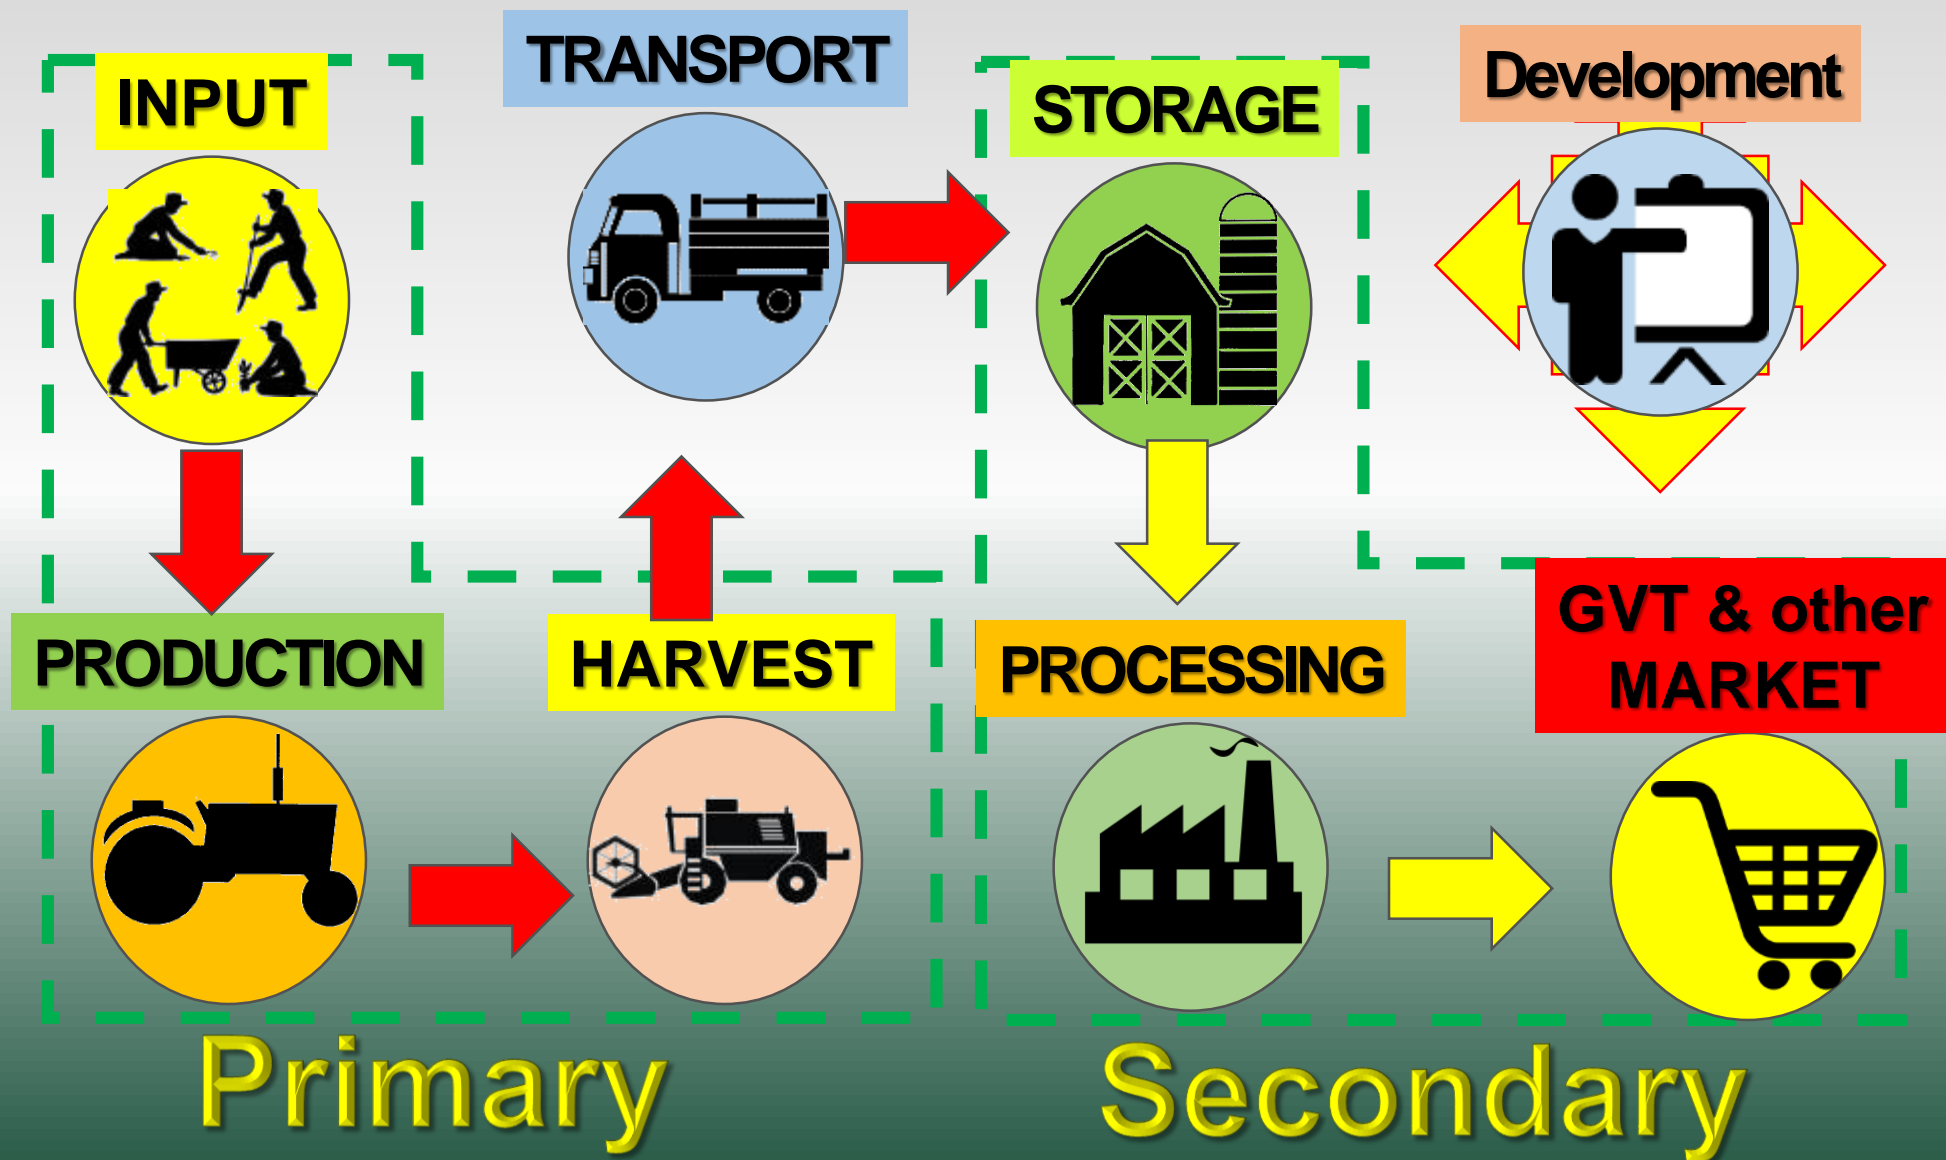 INPUT
TRANSPORT
STORAGE
Development
PRODUCTION
HARVEST
PROCESSING
GVT & other
MARKET
Primary
Secondary